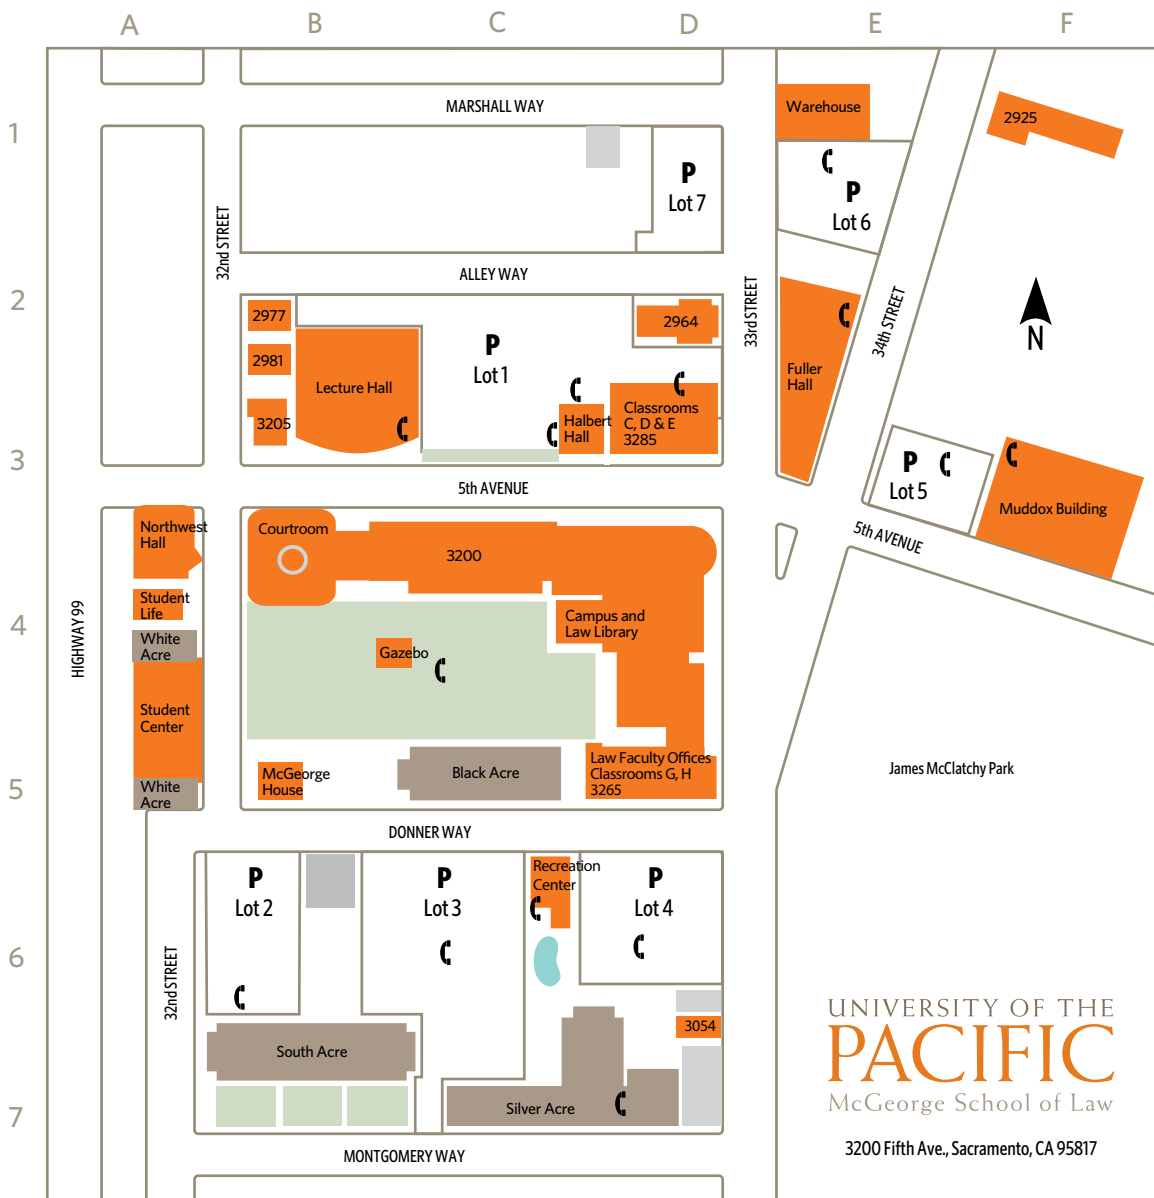 A B C D E F
MARSHALL WAY
Warehouse
2925
1
P
Lot 7
P
Lot 6
32nd STREET
ALLEY WAY
2
33rd STREET
34th STREET
N
2977
2964
2981
P
Lot 1
Lecture Hall
Fuller
Hall
3205
Halbert
Hall
Classrooms
C, D & E
3285
3
P
Lot 5
Muddox Building
5th AVENUE
5th AVENUE
Northwest
Hall
Courtroom
3200
Student
Life
4
HIGHWAY 99
Campus and
Law Library
White
Acre
Gazebo
Student
Center
Law Faculty Offices
Classrooms G, H
3265
McGeorge
House
Black Acre
James McClatchy Park
5
White
Acre
DONNER WAY
P
Lot 2
P
Lot 3
Recreation
Center
P
Lot 4
6
32nd STREET
3054
South Acre
Silver Acre
7
MONTGOMERY WAY
UNIVERSITY OF THE
PACIFIC
McGeorge School of Law
3200 Fifth Ave., Sacramento, CA 95817